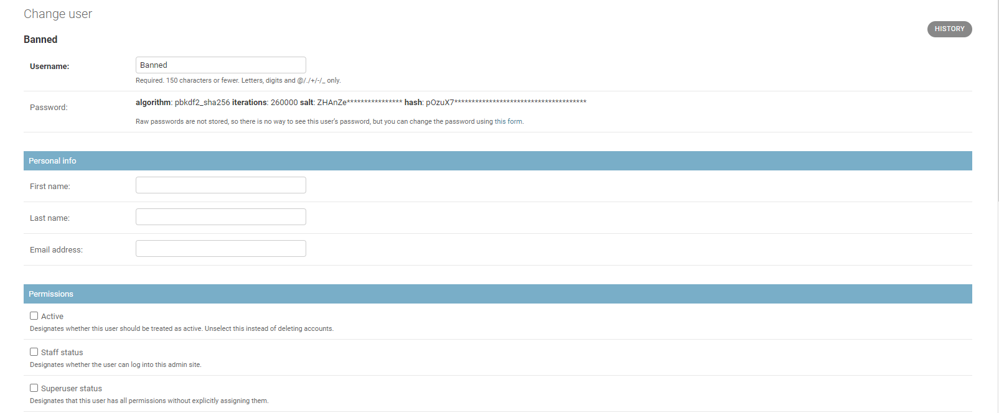 Change user
HISTORY
Banned
Username:
Banned
Required. 150 characters or fewer. Letters, digits and @/./+/-/_ only.
Password:
algorithm: pbkdf2_sha256 iterations: 260000 salt: ZHAnZe**************** hash: pOzuX7**************************************
Raw passwords are not stored, so there is no way to see this user’s password, but you can change the password using this form.
Personal info
First name:
Last name:
Email address:
Permissions
Active
Designates whether this user should be treated as active. Unselect this instead of deleting accounts.
Staff status
Designates whether the user can log into this admin site.
Superuser status
Designates that this user has all permissions without explicitly assigning them.